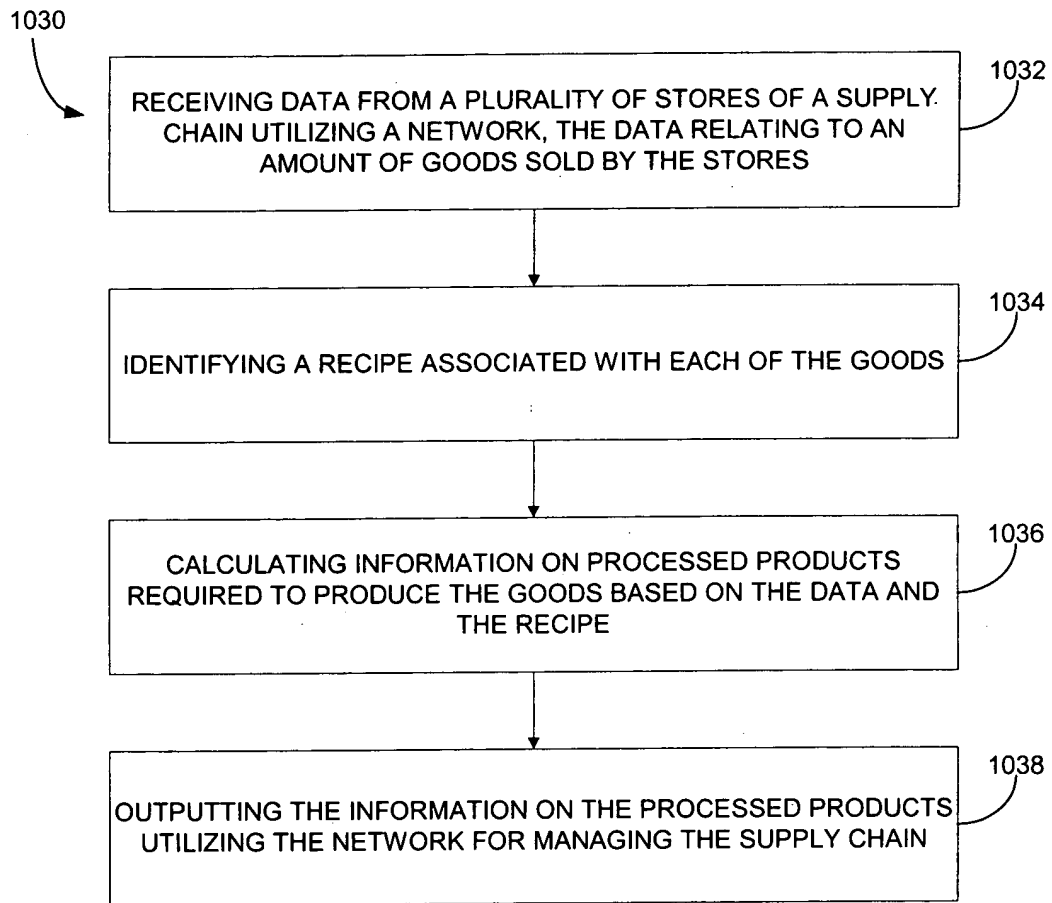 1030
1032
RECEIVING DATA FROM A PLURALITY OF STORES OF A SUPPLY
CHAIN UTILIZING A NETWORK, THE DATA RELATING TO AN
AMOUNT OF GOODS SOLD BY THE STORES
1034
IDENTIFYING A RECIPE ASSOCIATED WITH EACH OF THE GOODS
1036
CALCULATING INFORMATION ON PROCESSED PRODUCTS
REQUIRED TO PRODUCE THE GOODS BASED ON THE DATA AND
THE RECIPE
1038
OUTPUTTING THE INFORMATION ON THE PROCESSED PRODUCTS
UTILIZING THE NETWORK FOR MANAGING THE SUPPLY CHAIN